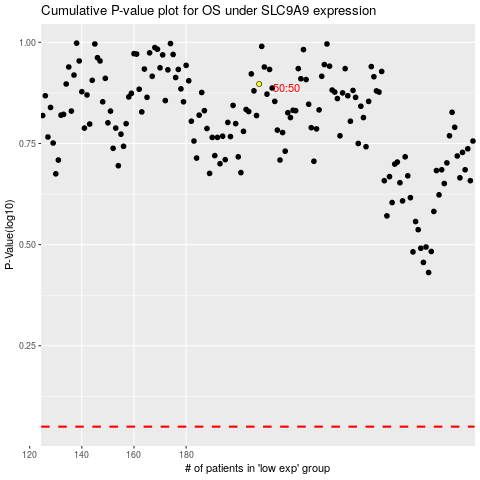 Cumulative P-value plot for OS under SLC9A9 expression
P-Value(log10)
1.00
0.75
0.50
0.25
50:50
120 140 160 180
# of patients in 'low exp' group